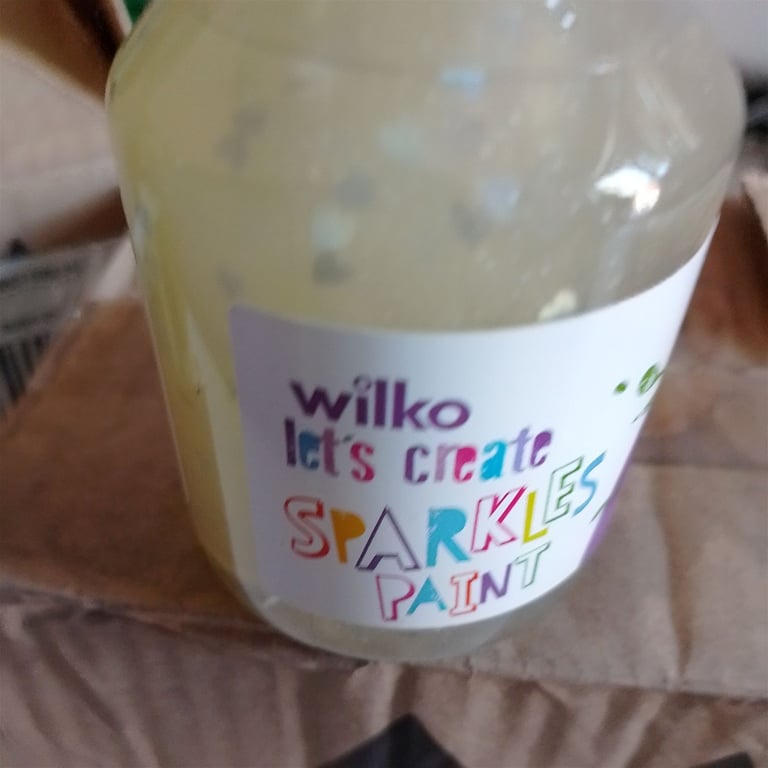 wilko
let's create
SPARKLES
PAINT